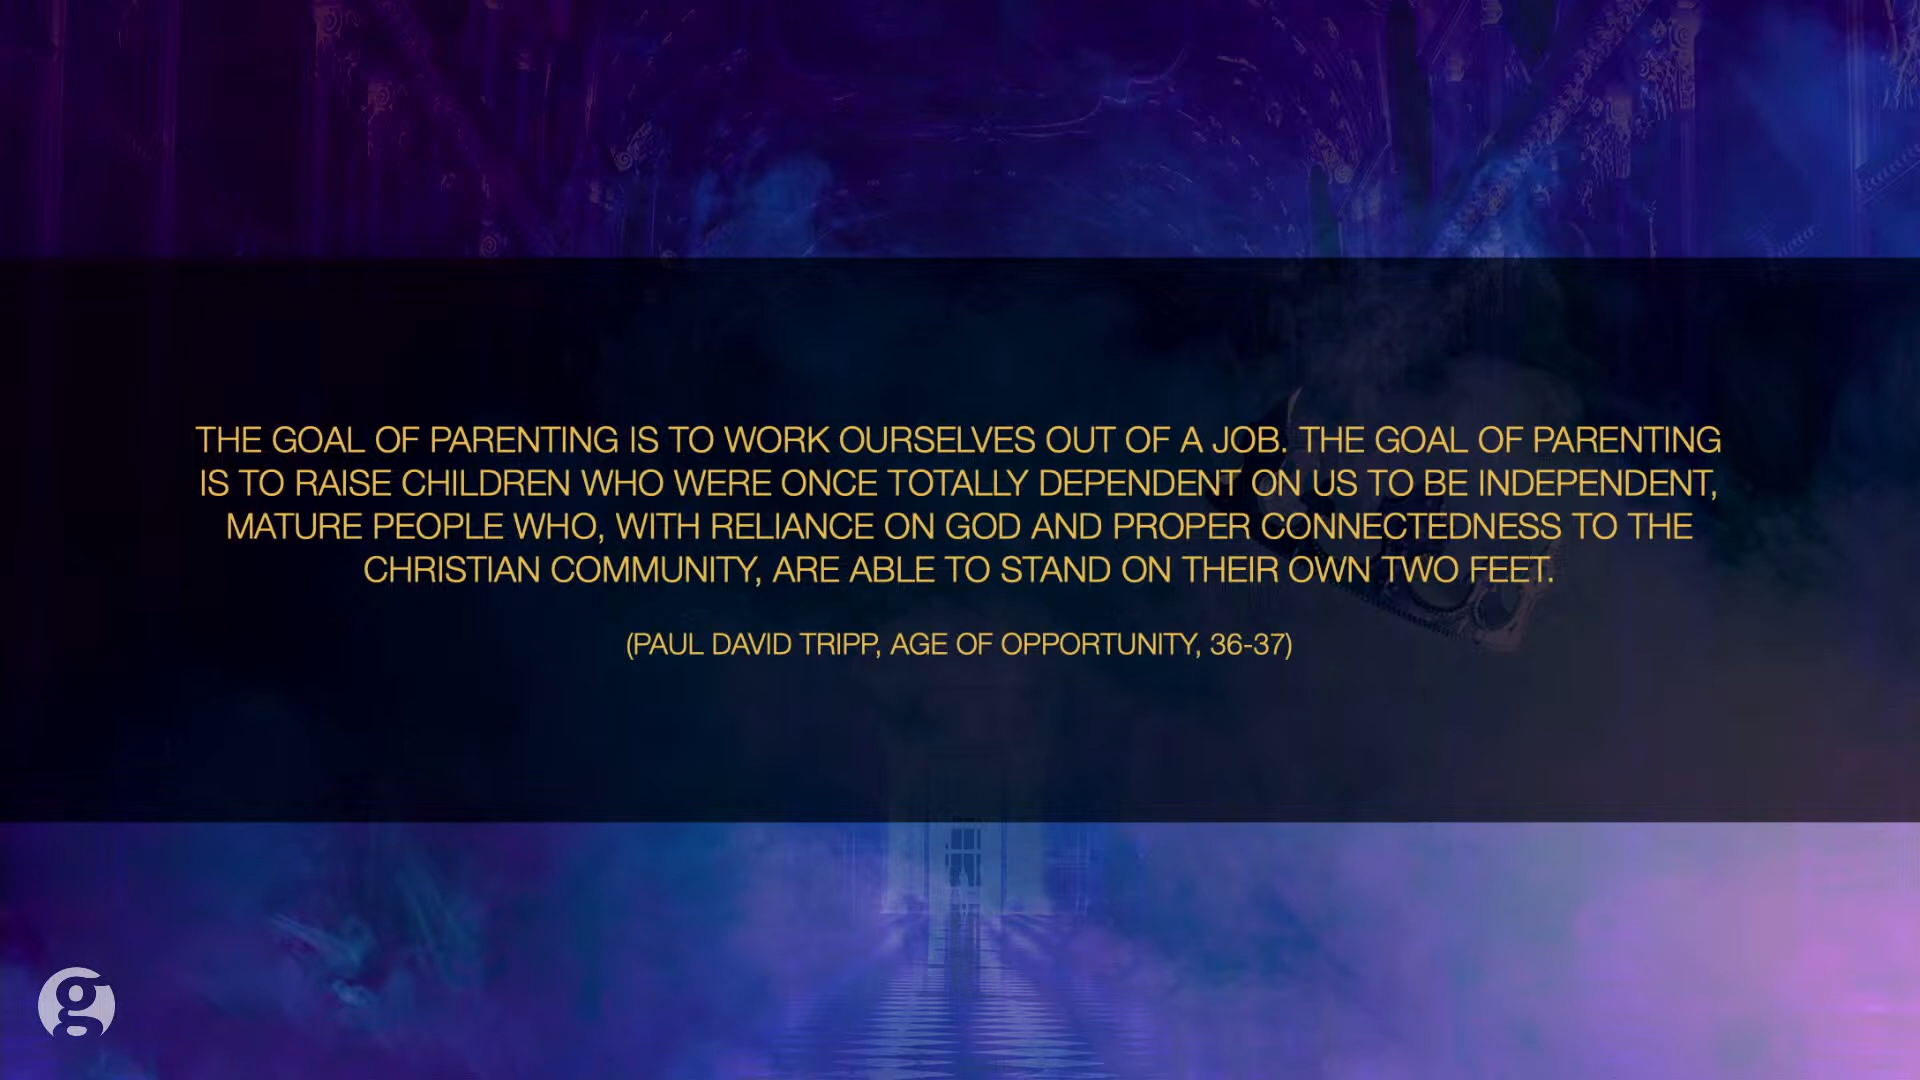 THE GOAL OF PARENTING IS TO WORK OURSELVES OUT OF A JOB. THE GOAL OF PARENTING
IS TO RAISE CHILDREN WHO WERE ONCE TOTALLY DEPENDENT ON US TO BE INDEPENDENT,
MATURE PEOPLE WHO, WITH RELIANCE ON GOD AND PROPER CONNECTEDNESS TO THE
CHRISTIAN COMMUNITY, ARE ABLE TO STAND ON THEIR OWN TWO FEET.
(PAUL DAVID TRIPP, AGE OF OPPORTUNITY, 36-37)
g